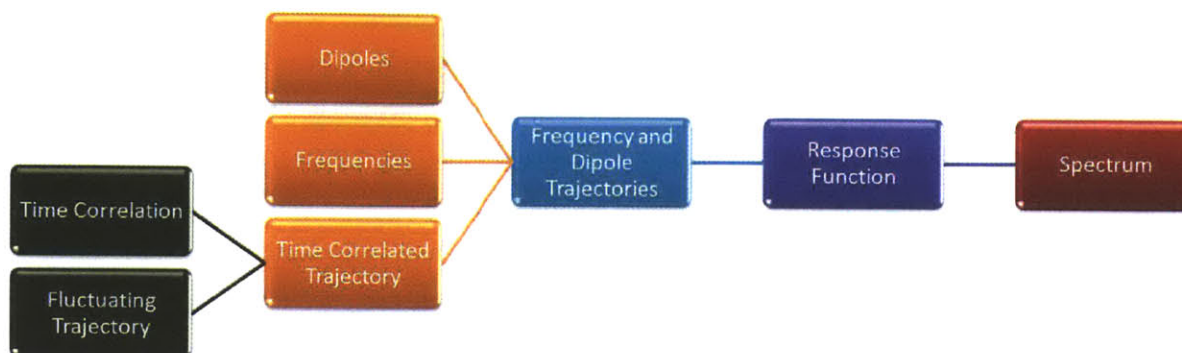 Dipoles
Frequencies
Time Correlation
Time Correlated
Trajectory
Fluctuating
Trajectory
Frequency and
Dipole
Trajectories
Response
Function
Spectrum